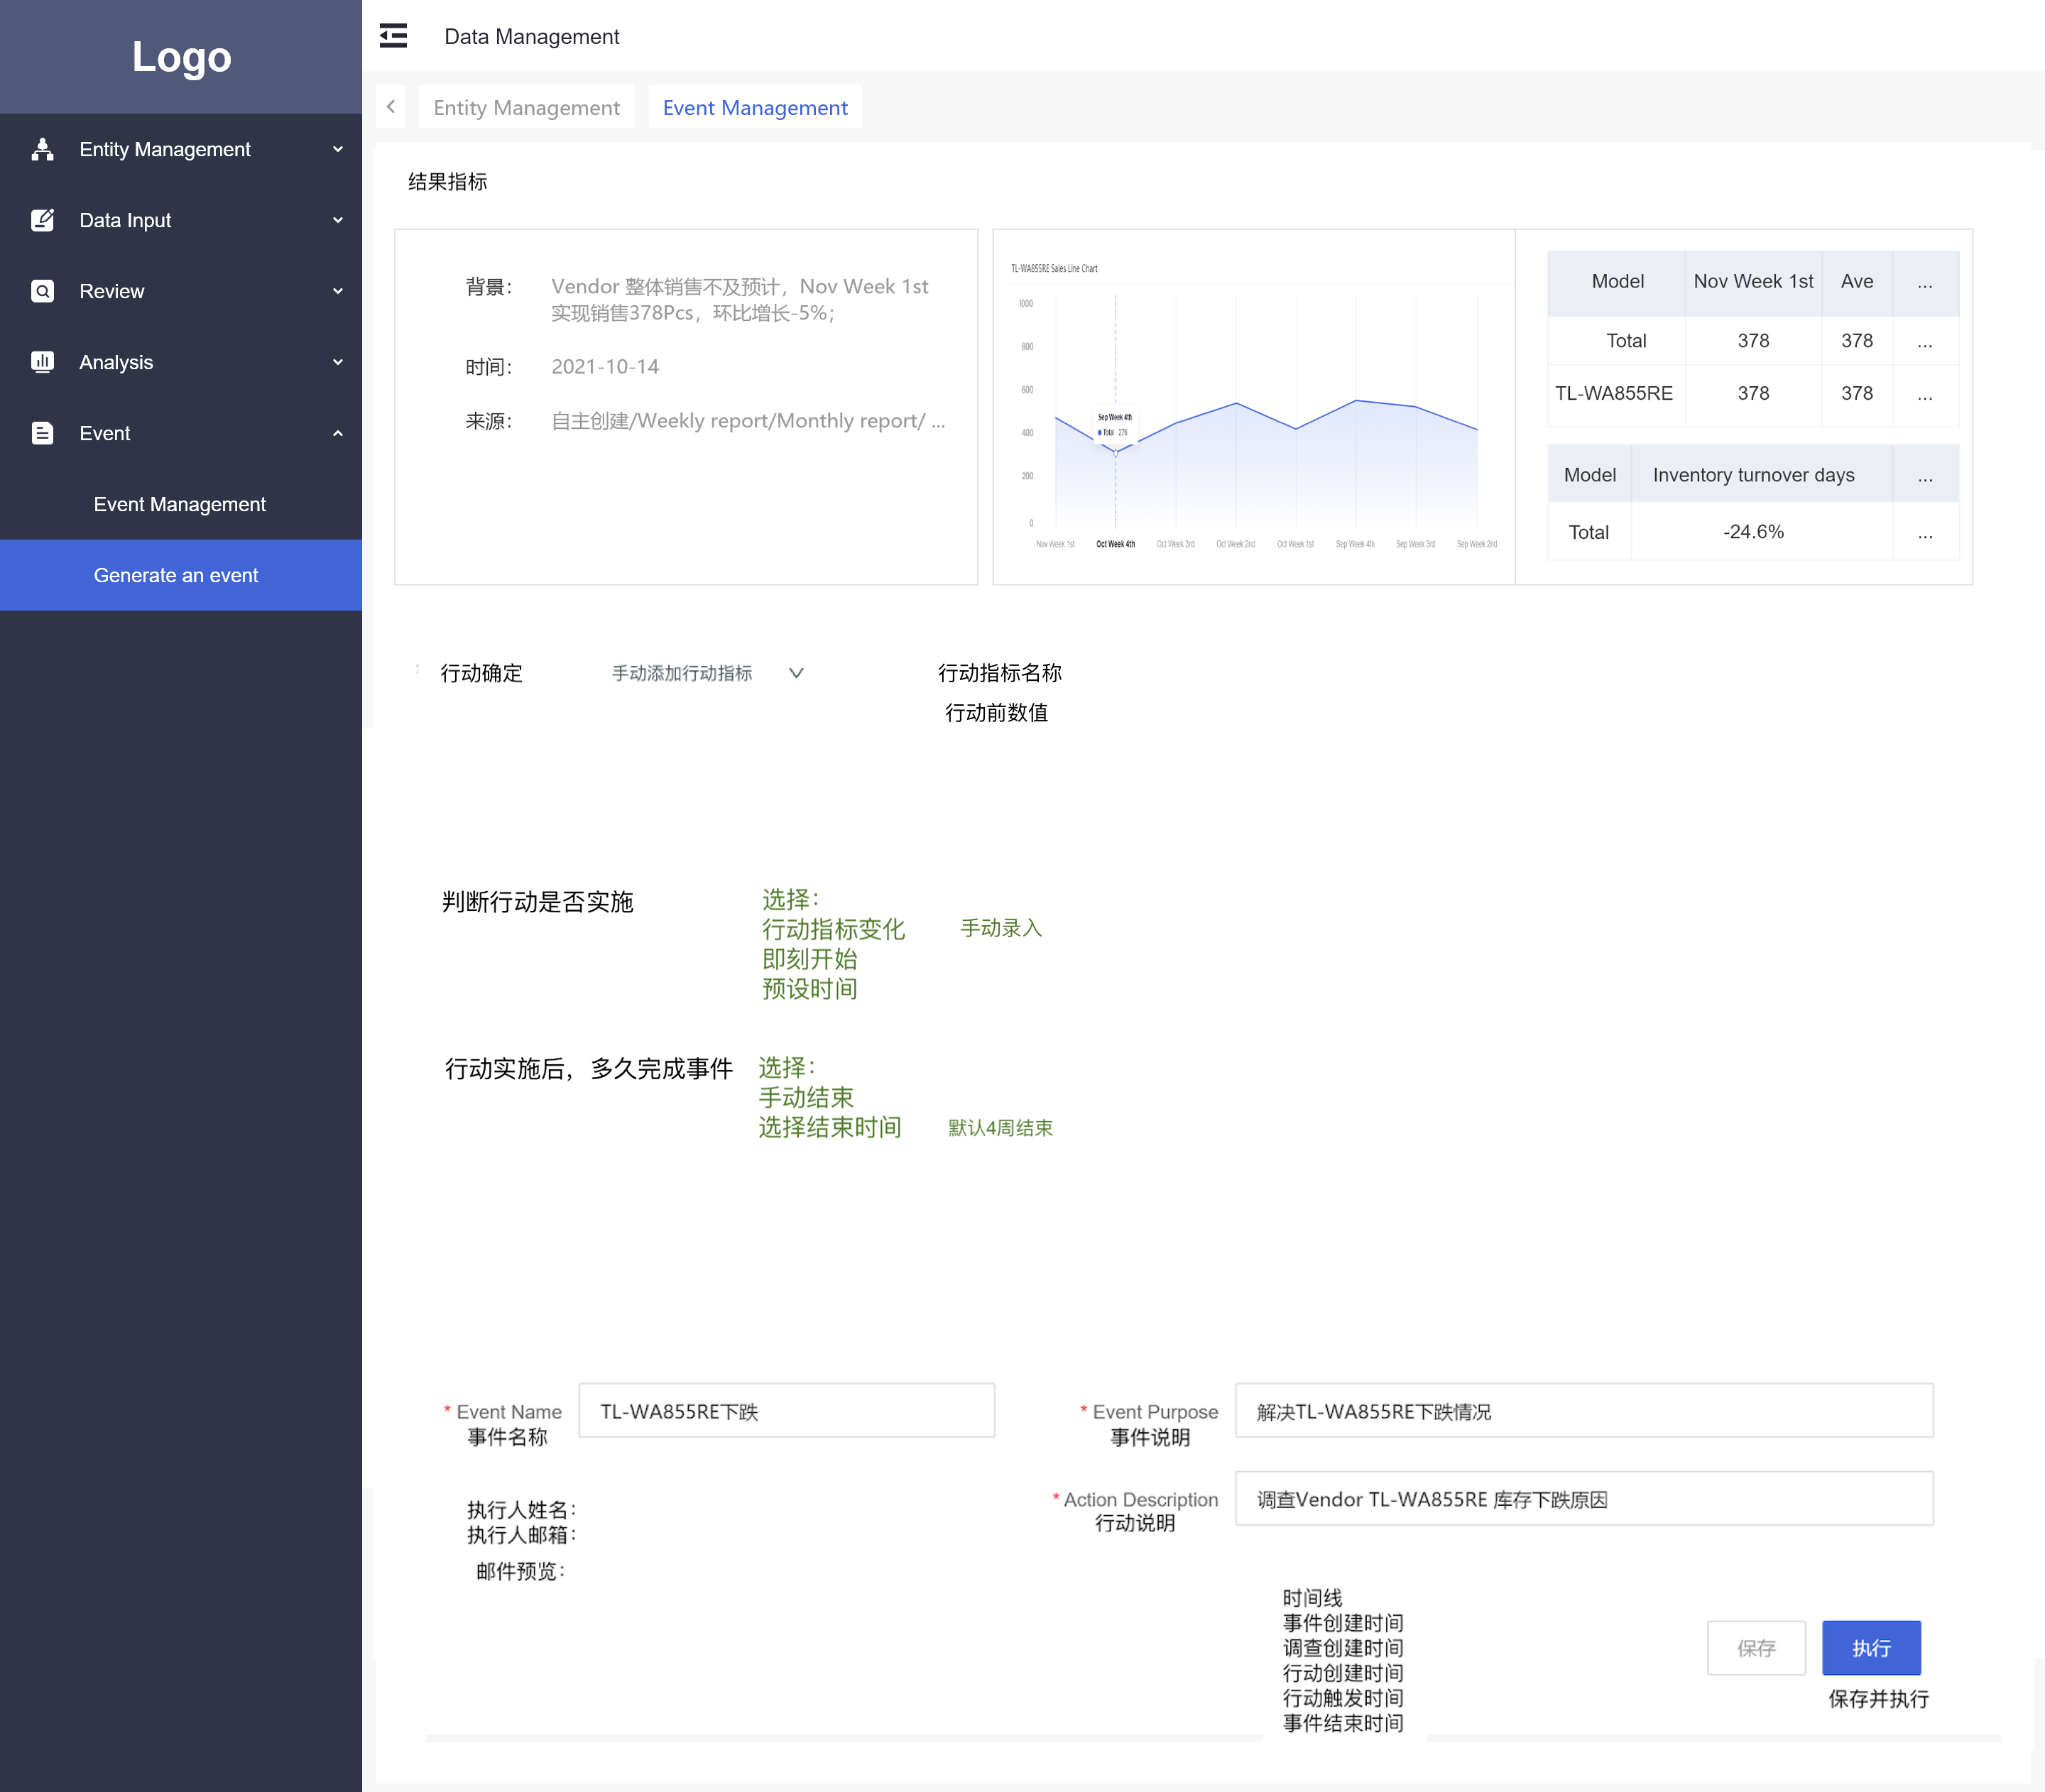 Logo
Data Management
Entity Management
Event Management
Entity Management
Data Input
Review
Analysis
Event
Event Management
Generate an event
结果指标
背景：
Vendor 整体销售不及预计，Nov Week 1st
实现销售378Pcs，环比增长-5%；
时间：
2021-10-14
来源：
自主创建/Weekly report/Monthly report/ ...
TL-WA855RE Sales Line Chart
1000
800
600
400
200
0
Sep Week 4th
Total 276
Nov Week 1st
Oct Week 4th
Oct Week 3rd
Oct Week 2nd
Oct Week 1st
Sep Week 4th
Sep Week 3rd
Sep Week 2nd
Model Nov Week 1st Ave ...
Total 378 378 ...
TL-WA855RE 378 378 ...
Model Inventory turnover days ...
Total -24.6% ...
行动确定
手动添加行动指标
行动指标名称
行动前数值
判断行动是否实施
选择：
行动指标变化
手动录入
即刻开始
预设时间
行动实施后，多久完成事件
选择：
手动结束
选择结束时间
默认4周结束
* Event Name
事件名称
TL-WA855RE下跌
* Event Purpose
事件说明
解决TL-WA855RE下跌情况
执行人姓名：
执行人邮箱：
邮件预览：
* Action Description
行动说明
调查Vendor TL-WA855RE 库存下跌原因
时间线
事件创建时间
调查创建时间
行动创建时间
行动触发时间
事件结束时间
保存
执行
保存并执行